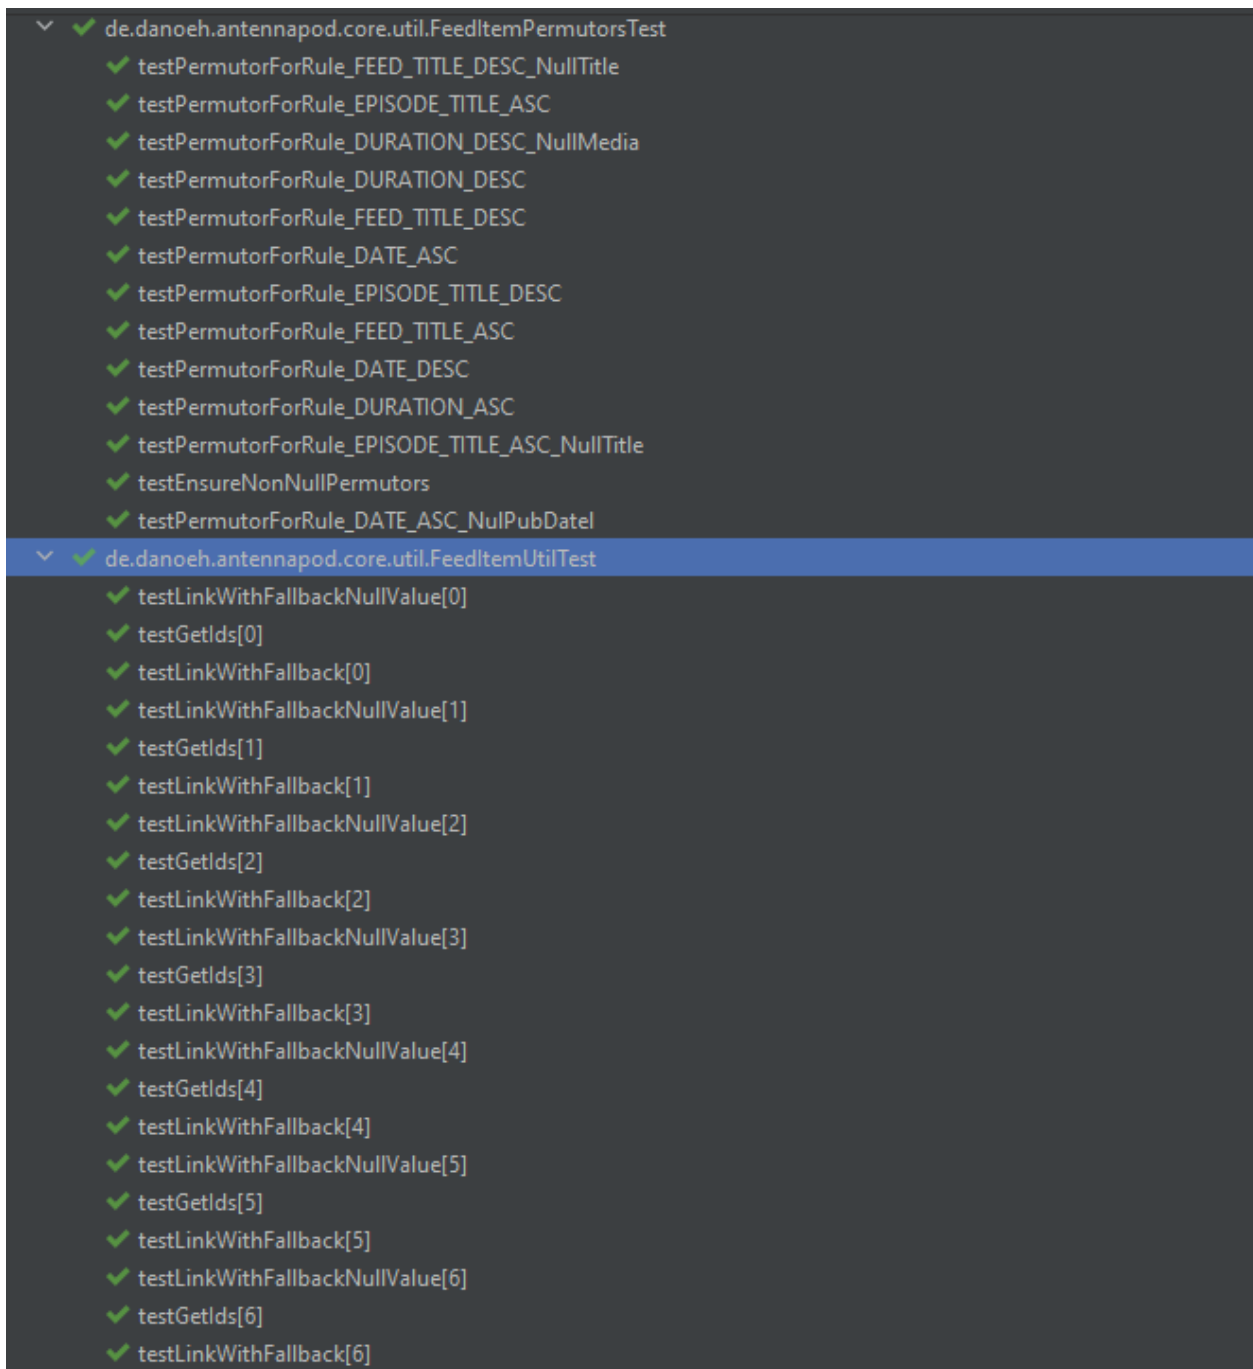 de.danoeh.antennapod.core.util.FeedItemPermutorsTest
testPermutorForRule_FEED_TITLE_DESC_NullTitle
testPermutorForRule_EPISODE_TITLE_ASC
testPermutorForRule_DURATION_DESC_NullMedia
testPermutorForRule_DURATION_DESC
testPermutorForRule_FEED_TITLE_DESC
testPermutorForRule_DATE_ASC
testPermutorForRule_EPISODE_TITLE_DESC
testPermutorForRule_FEED_TITLE_ASC
testPermutorForRule_DATE_DESC
testPermutorForRule_DURATION_ASC
testPermutorForRule_EPISODE_TITLE_ASC_NullTitle
testEnsureNonNullPermutors
testPermutorForRule_DATE_ASC_NulPubDatel
de.danoeh.antennapod.core.util.FeedItemUtilTest
testLinkWithFallbackNullValue[0]
testGetIds[0]
testLinkWithFallback[0]
testLinkWithFallbackNullValue[1]
testGetIds[1]
testLinkWithFallback[1]
testLinkWithFallbackNullValue[2]
testGetIds[2]
testLinkWithFallback[2]
testLinkWithFallbackNullValue[3]
testGetIds[3]
testLinkWithFallback[3]
testLinkWithFallbackNullValue[4]
testGetIds[4]
testLinkWithFallback[4]
testLinkWithFallbackNullValue[5]
testGetIds[5]
testLinkWithFallback[5]
testLinkWithFallbackNullValue[6]
testGetIds[6]
testLinkWithFallback[6]